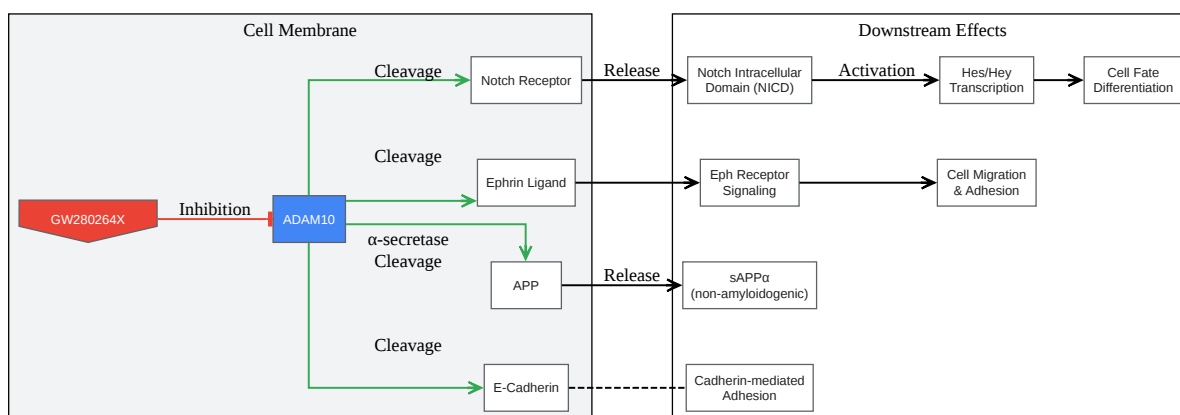 Cell Membrane
Downstream Effects
Cleavage
Notch Receptor
Release
Notch Intracellular
Domain (NICD)
Activation
Hes/Hey
Transcription
Cell Fate
Differentiation
Cleavage
Ephrin Ligand
Eph Receptor
Signaling
Cell Migration
& Adhesion
GW280264X
Inhibition
ADAM10
α-secretase
Cleavage
APP
Release
sAPPα
(non-amyloidogenic)
Cleavage
E-Cadherin
Cadherin-mediated
Adhesion